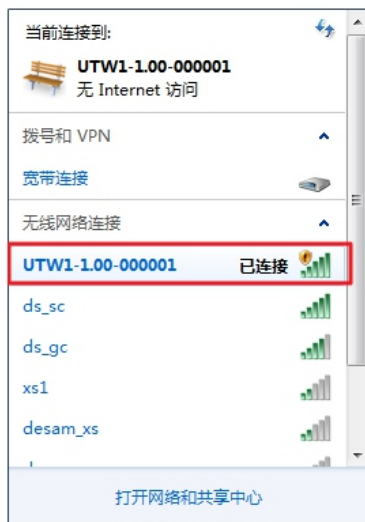 当前连接到:
UTW1-1.00-000001
无 Internet 访问
拨号和 VPN
宽带连接
无线网络连接
UTW1-1.00-000001 已连接
ds_sc
ds_gc
xs1
desam_xs
打开网络和共享中心